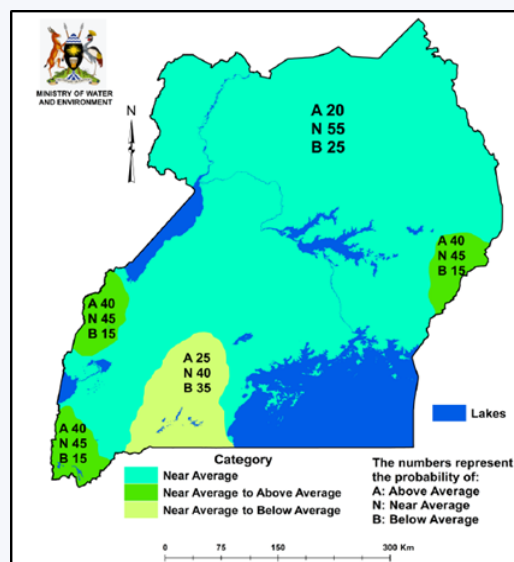 MINISTRY OF WATER
AND ENVIRONMENT
N
A 20
N 55
B 25
A 40
N 45
B 15
A 40
N 45
B 15
A 25
N 40
B 35
A 40
N 45
B 15
Lakes
Category
Near Average
Near Average to Above Average
Near Average to Below Average
The numbers represent
the probability of:
A: Above Average
N: Near Average
B: Below Average
0 75 150 300 Km